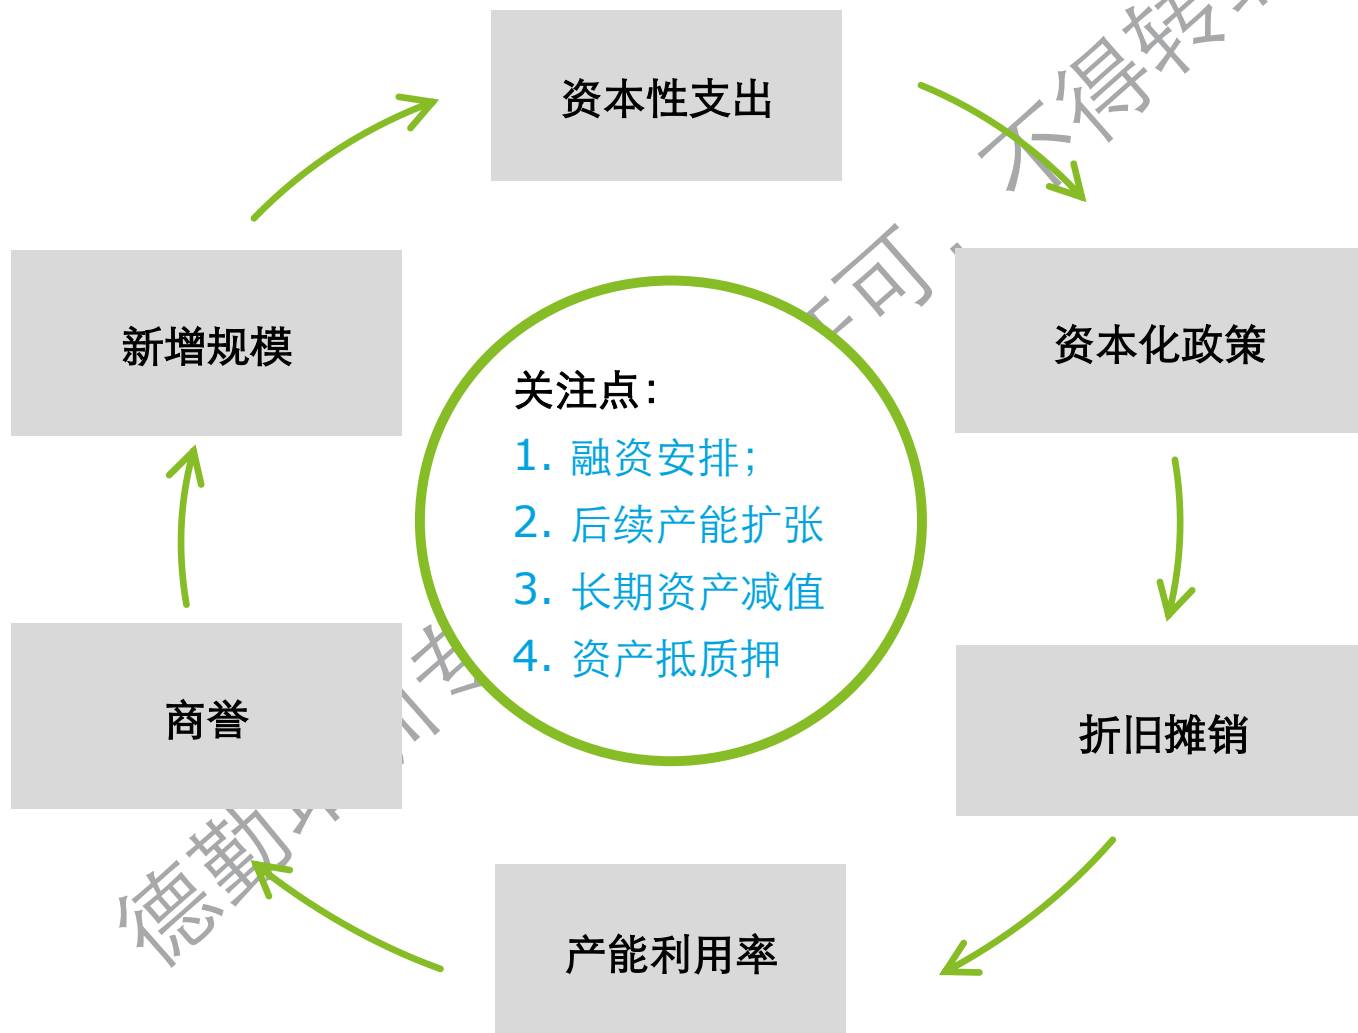 资本性支出
新增规模
资本化政策
关注点：
1. 融资安排；
2. 后续产能扩张
3. 长期资产减值
4. 资产抵质押
商誉
折旧摊销
产能利用率